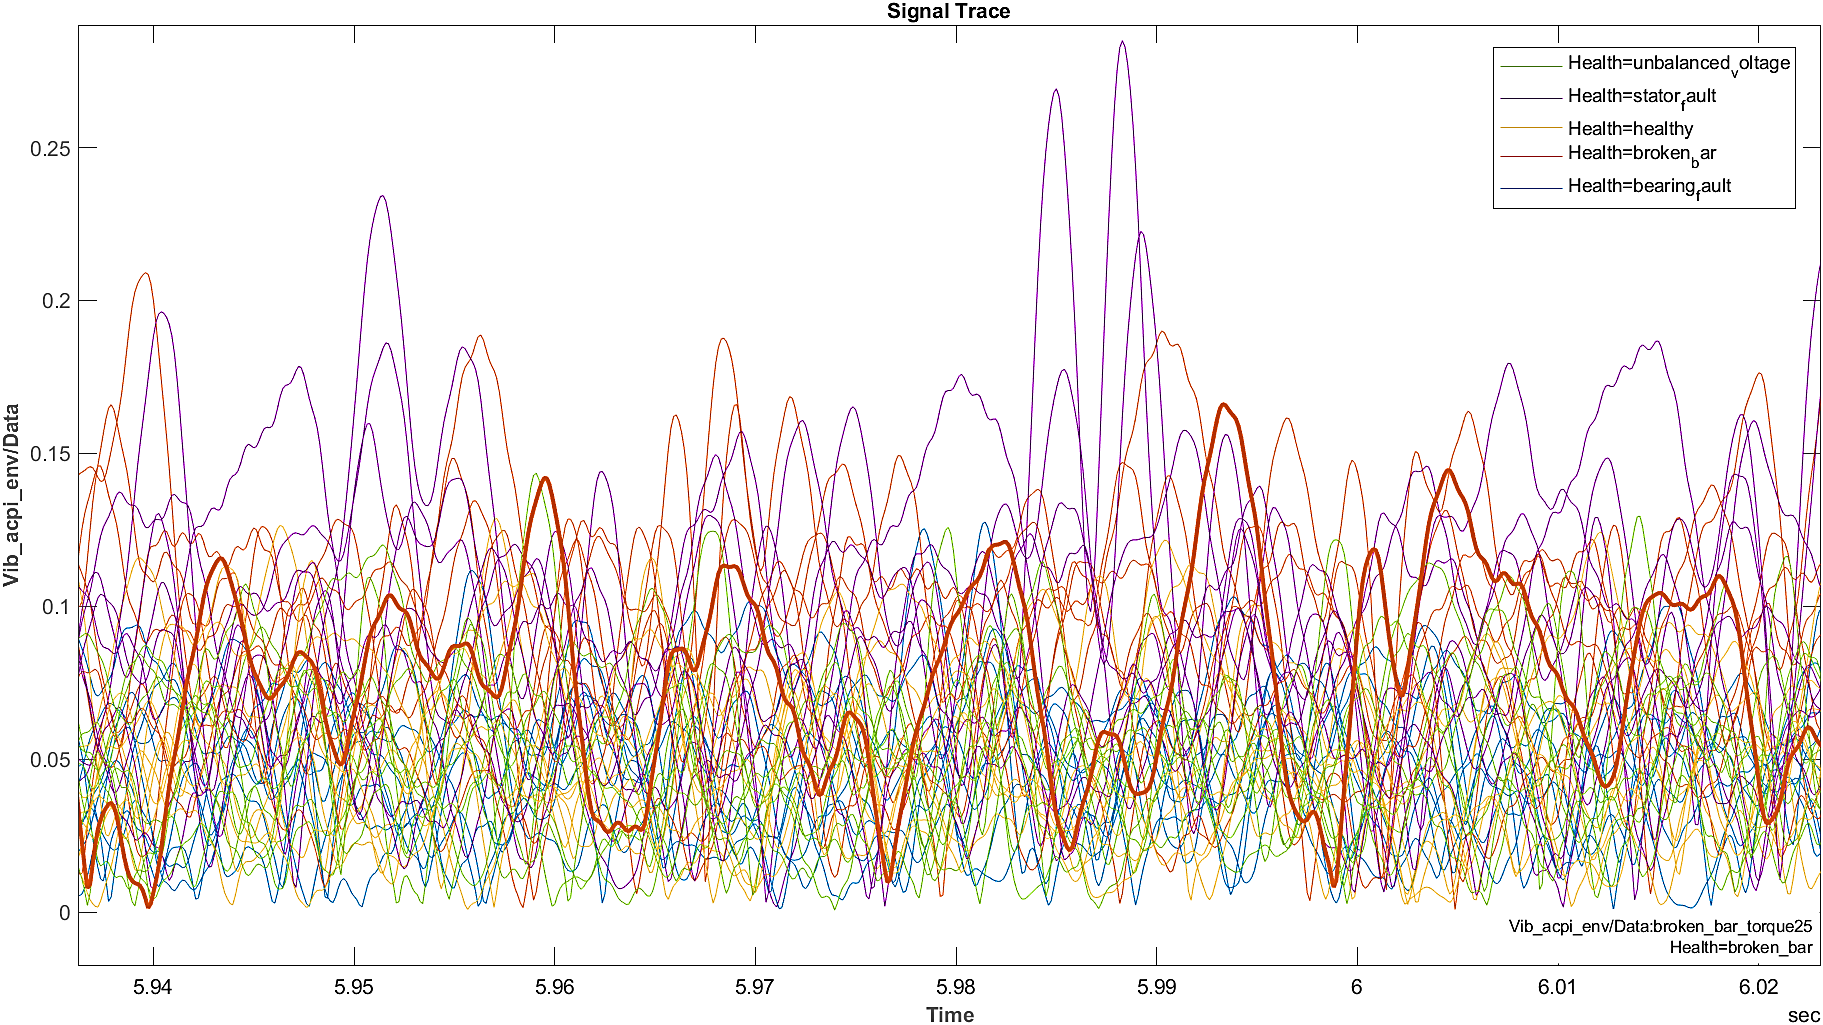 Signal Trace
Health=unbalanced_voltage
Health=stator_fault
Health=healthy
Health=broken_bar
Health=bearing_fault
0.25
0.2
0.15
0.1
0.05
0
Vib_acpi_env/Data
Vib_acpi_env/Data:broken_bar_torque25
Health=broken_bar
5.94 5.95 5.96 5.97 5.98 5.99 6 6.01 6.02
Time
sec